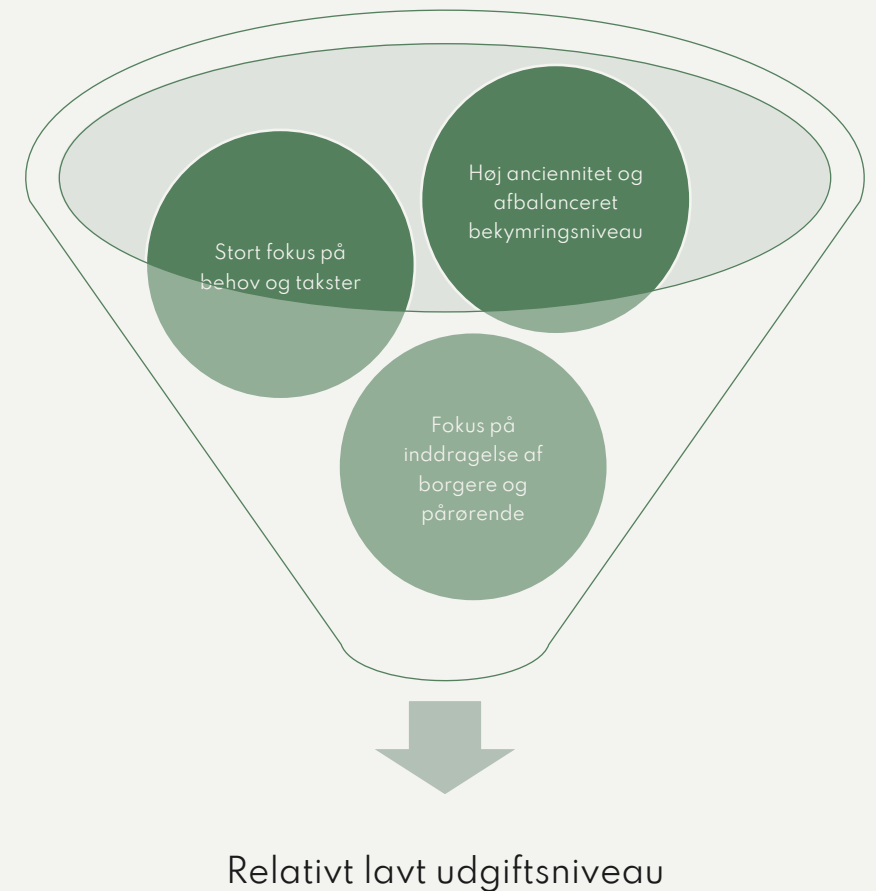 Høj anciennitet og
afbalanceret
bekymringsniveau
Stort fokus på
behov og takster
Fokus på
inddragelse af
borgere og
pårørende
Relativt lavt udgiftsniveau